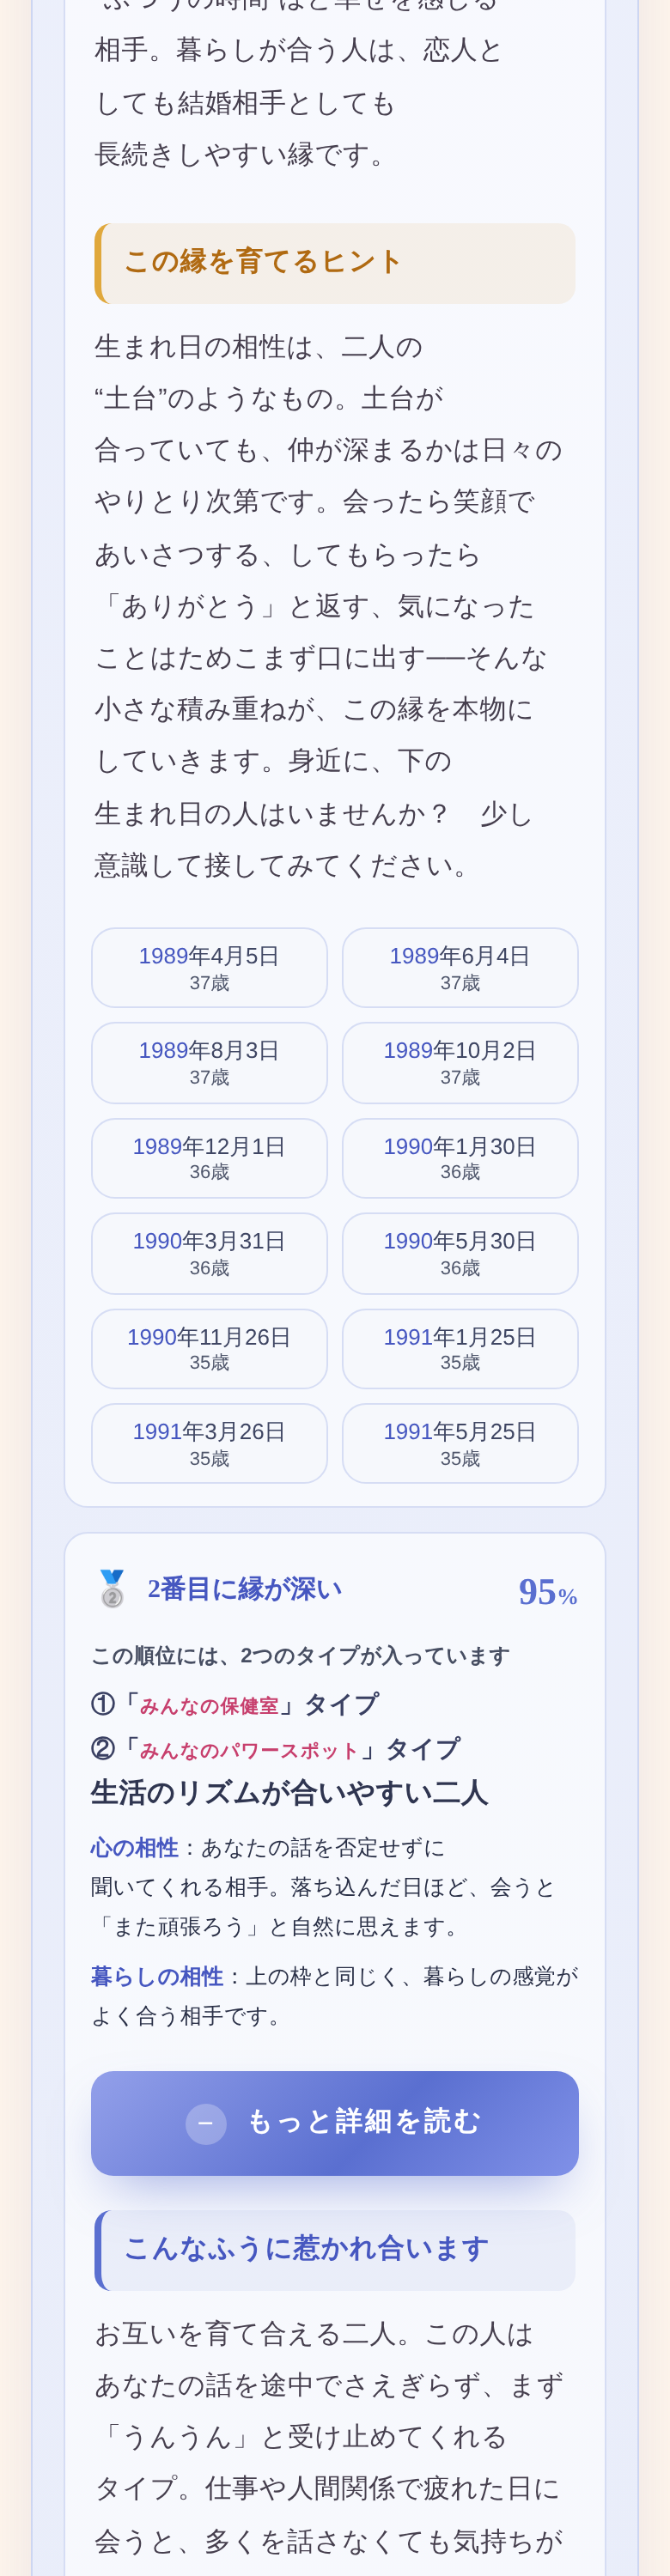 “ふつうの時間”ほど幸せを感じる
相手。暮らしが合う人は、恋人と
しても結婚相手としても
長続きしやすい縁です。
この縁を育てるヒント
生まれ日の相性は、二人の
“土台”のようなもの。土台が
合っていても、仲が深まるかは日々の
やりとり次第です。会ったら笑顔で
あいさつする、してもらったら
「ありがとう」と返す、気になった
ことはためこまず口に出す──そんな
小さな積み重ねが、この縁を本物に
していきます。身近に、下の
生まれ日の人はいませんか？　少し
意識して接してみてください。
1989年4月5日
37歳
1989年6月4日
37歳
1989年8月3日
37歳
1989年10月2日
37歳
1989年12月1日
36歳
1990年1月30日
36歳
1990年3月31日
36歳
1990年5月30日
36歳
1990年11月26日
35歳
1991年1月25日
35歳
1991年3月26日
35歳
1991年5月25日
35歳
2
2番目に縁が深い
95%
この順位には、2つのタイプが入っています
①「みんなの保健室」タイプ
②「みんなのパワースポット」タイプ
生活のリズムが合いやすい二人
心の相性：あなたの話を否定せずに
聞いてくれる相手。落ち込んだ日ほど、会うと
「また頑張ろう」と自然に思えます。
暮らしの相性：上の枠と同じく、暮らしの感覚が
よく合う相手です。
− もっと詳細を読む
こんなふうに惹かれ合います
お互いを育て合える二人。この人は
あなたの話を途中でさえぎらず、まず
「うんうん」と受け止めてくれる
タイプ。仕事や人間関係で疲れた日に
会うと、多くを話さなくても気持ちが